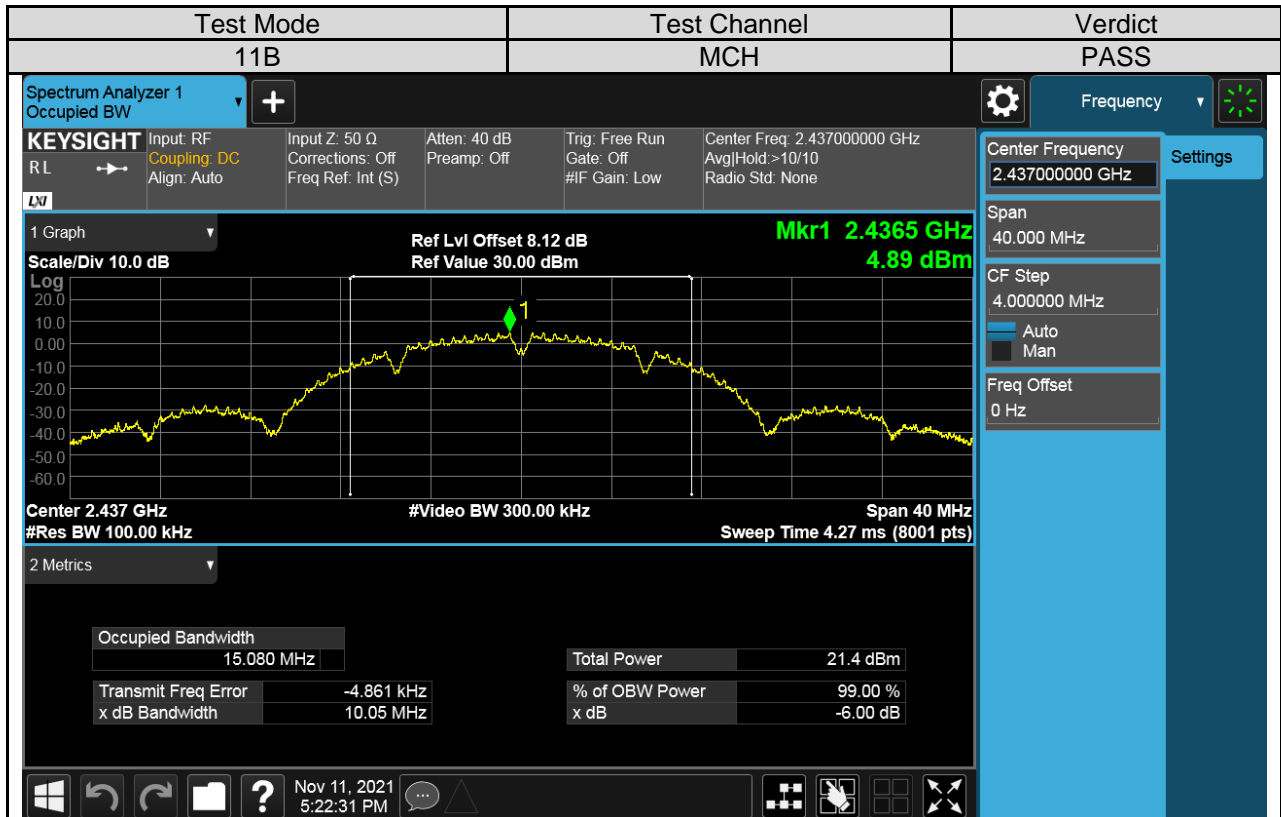 Test Mode Test Channel Verdict
11B MCH PASS
Spectrum Analyzer 1
Occupied BW
+
Frequency
KEYSIGHT Input: RF Input Z: 50 Ω Atten: 40 dB Trig: Free Run Center Freq: 2.437000000 GHz
Coupling: DC Corrections: Off Preamp: Off Gate: Off Avg|Hold:>10/10
RL Align: Auto Freq Ref: Int (S) #IF Gain: Low Radio Std: None
LXI
Center Frequency
2.437000000 GHz
Settings
Span
40.000 MHz
CF Step
4.000000 MHz
Auto
Man
Freq Offset
0 Hz
1 Graph
Ref Lvl Offset 8.12 dB Mkr1 2.4365 GHz
Scale/Div 10.0 dB Ref Value 30.00 dBm 4.89 dBm
Log
20.0
10.0
0.00
-10.0
-20.0
-30.0
-40.0
-50.0
-60.0
1
Center 2.437 GHz #Video BW 300.00 kHz Span 40 MHz
#Res BW 100.00 kHz Sweep Time 4.27 ms (8001 pts)
2 Metrics
Occupied Bandwidth
15.080 MHz Total Power 21.4 dBm
Transmit Freq Error -4.861 kHz % of OBW Power 99.00 %
x dB Bandwidth 10.05 MHz x dB -6.00 dB
?
Nov 11, 2021
5:22:31 PM